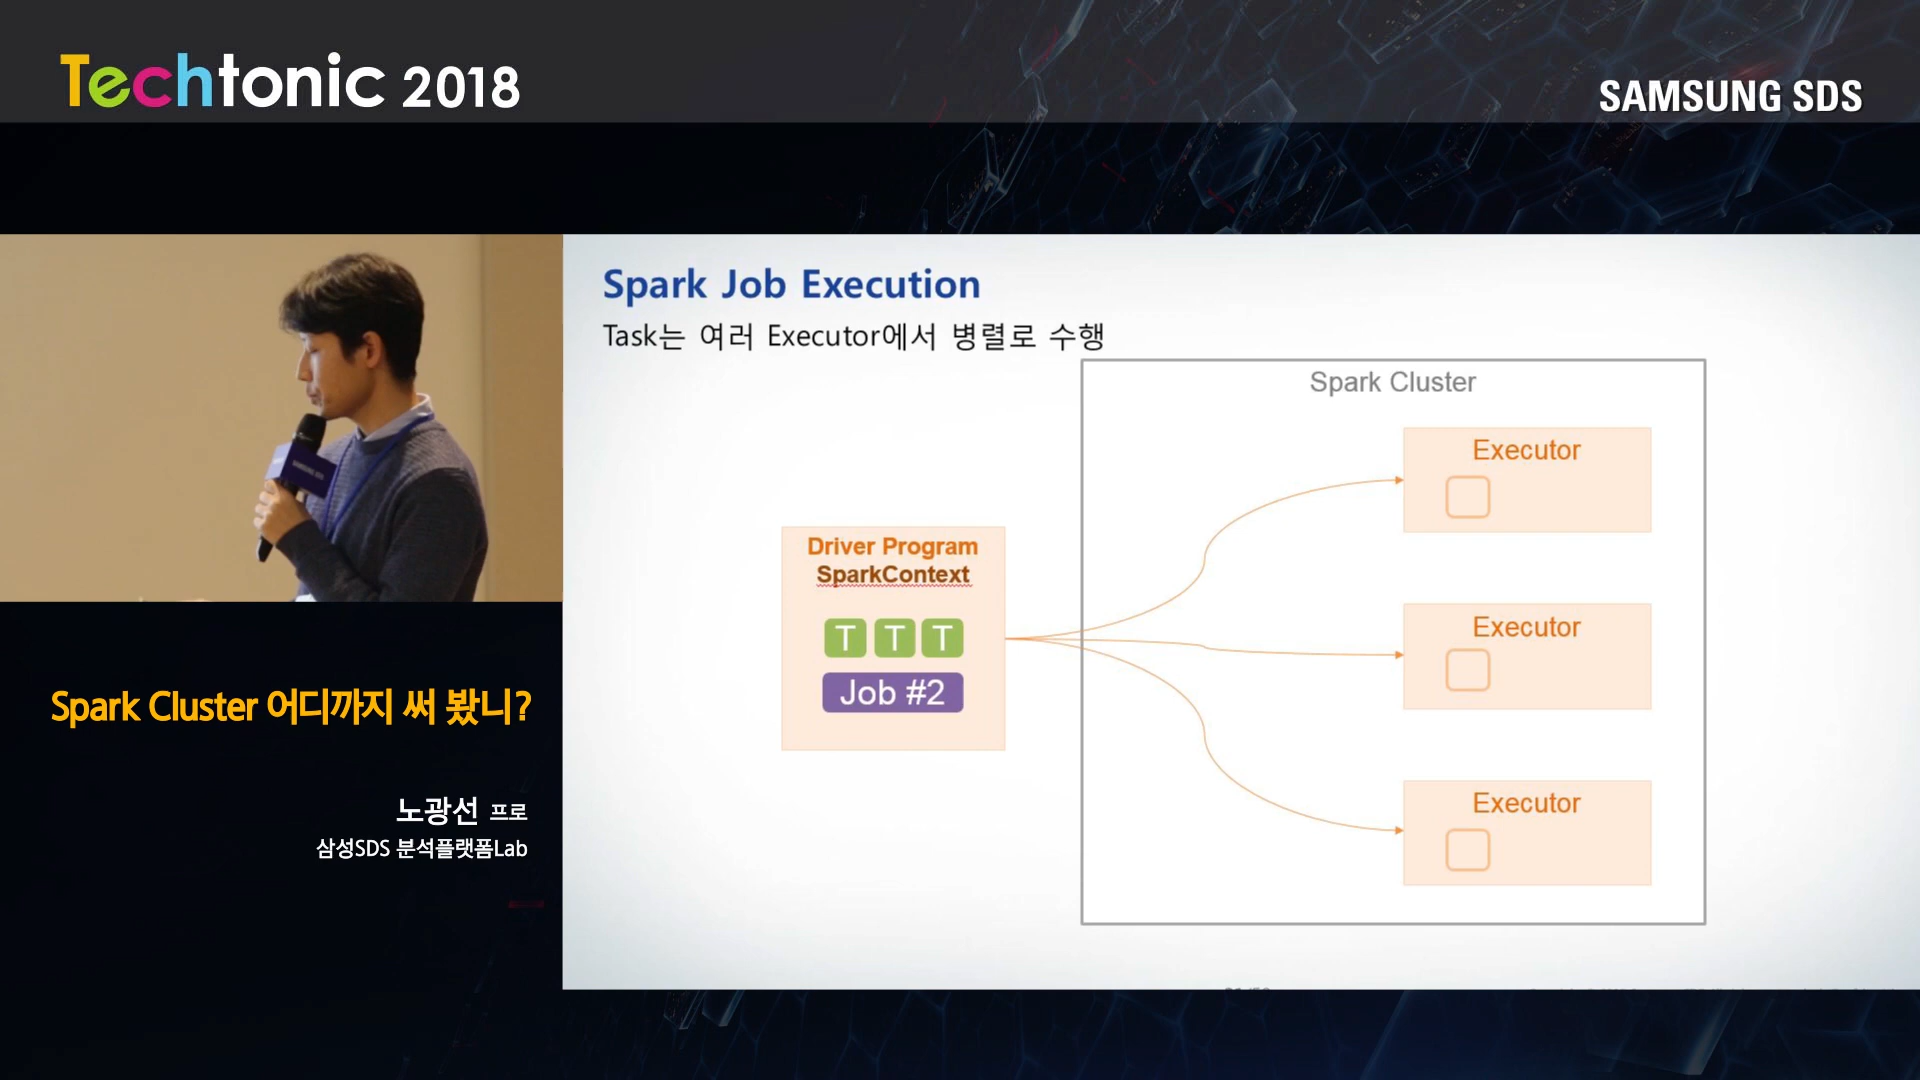 Techtonic 2018
SAMSUNG SDS
Spark Job Execution
Task는 여러 Executor에서 병렬로 수행
Spark Cluster
Executor
Driver Program
SparkContext
T T T
Job #2
Executor
Executor
Spark Cluster 어디까지 써 봤니?
노광선 프로
삼성SDS 분석플랫폼Lab